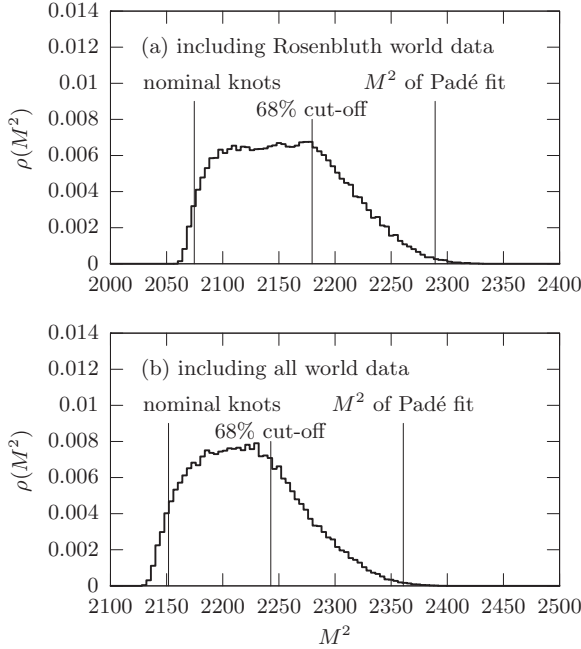 0.014
(a) including Rosenbluth world data
0.012
nominal knots
M² of Padé fit
0.01
68% cut-off
0.008
0.006
0.004
0.002
0
ρ(M²)
2000 2050 2100 2150 2200 2250 2300 2350 2400
0.014
(b) including all world data
0.012
nominal knots
M² of Padé fit
0.01
68% cut-off
0.008
0.006
0.004
0.002
0
ρ(M²)
2100 2150 2200 2250 2300 2350 2400 2450 2500
M²